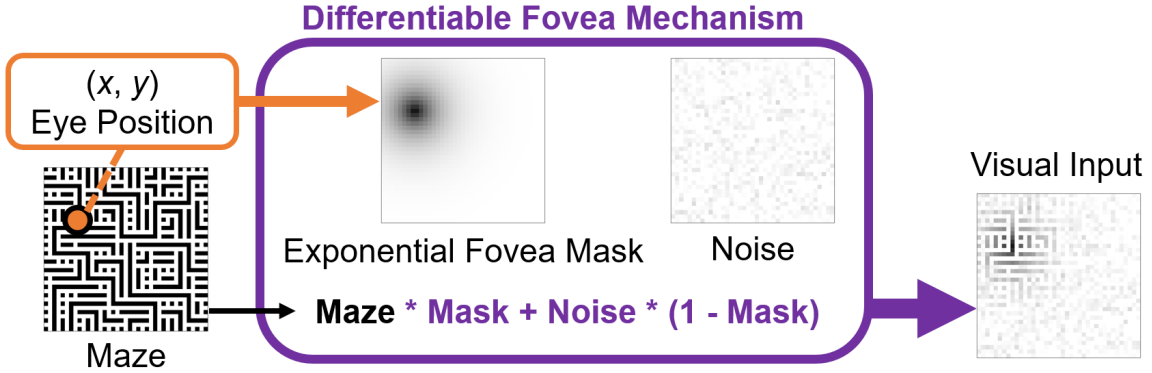 Differentiable Fovea Mechanism
(x, y)
Eye Position
Maze
Exponential Fovea Mask
Noise
Maze * Mask + Noise * (1 - Mask)
Visual Input